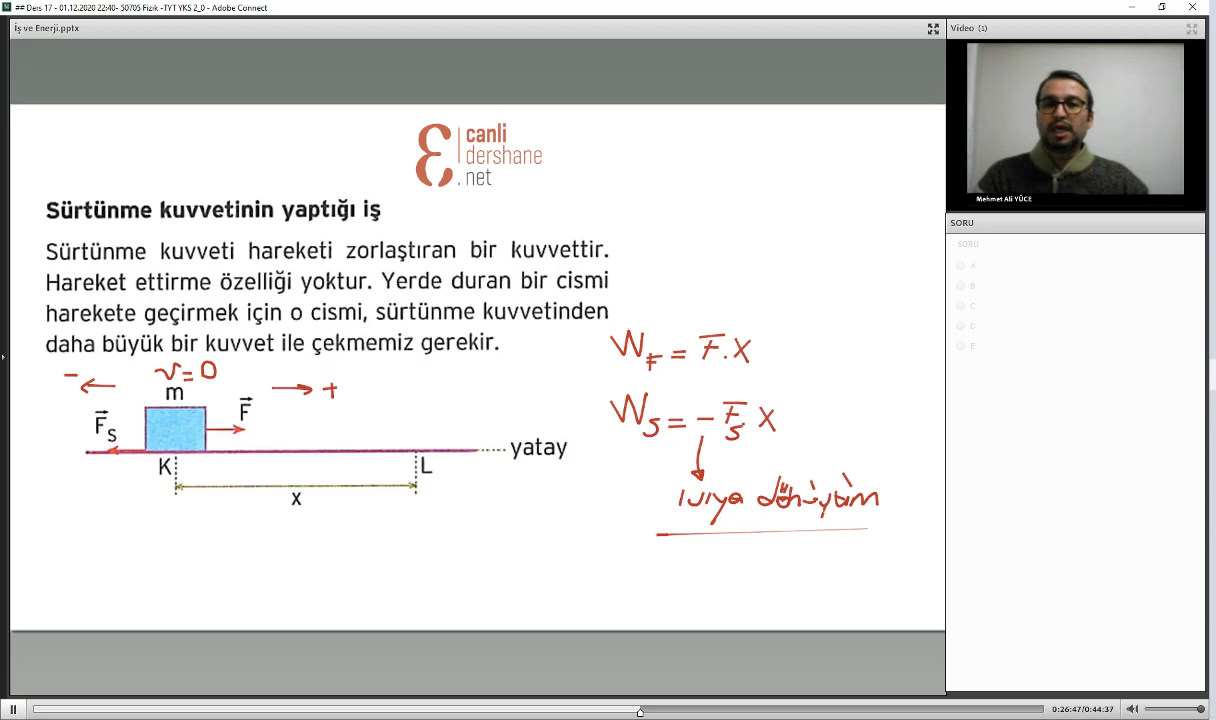 ## Ders 17 - 01.12.2020 22:40- 50705 Fizik -TYT YKS 2_0 - Adobe Connect
İş ve Enerji.pptx
Video (1)
canli
dershane
.net
Mehmet Ali YÜCE
SORU
SORU
A
B
C
D
E
Sürtünme kuvvetinin yaptığı iş
Sürtünme kuvveti hareketi zorlaştıran bir kuvvettir.
Hareket ettirme özelliği yoktur. Yerde duran bir cismi
harekete geçirmek için o cismi, sürtünme kuvvetinden
daha büyük bir kuvvet ile çekmemiz gerekir.
W_F = F.X
W_S = - F_S X
ısıya dönüşüm
- v=0 +
m
F_S F
yatay
K L
x
0:26:47/0:44:37